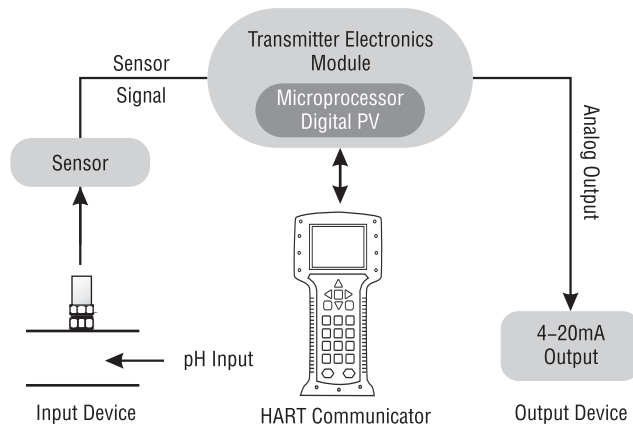 Transmitter Electronics
Module
Microprocessor
Digital PV
Sensor
Signal
Sensor
Analog Output
4–20mA
Output
pH Input
Input Device
HART Communicator
Output Device